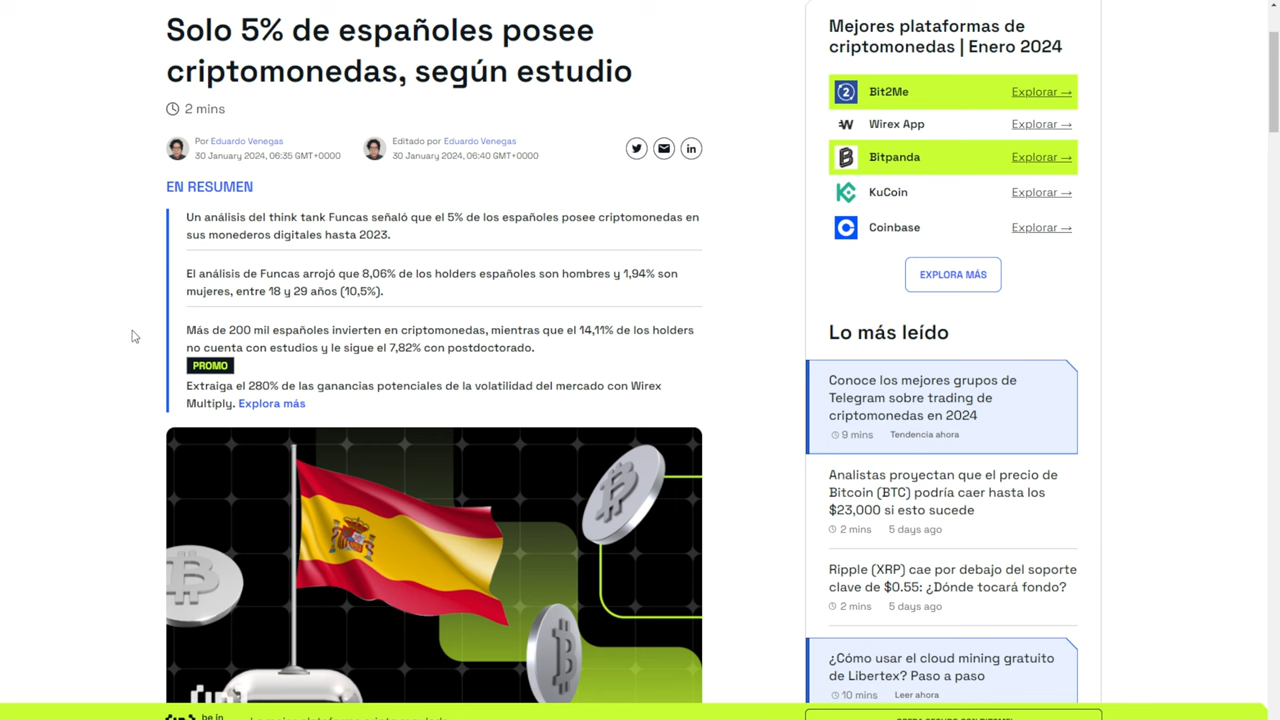 Solo 5% de españoles posee
criptomonedas, según estudio
2 mins
Por Eduardo Venegas
30 January 2024, 06:35 GMT+0000
Editado por Eduardo Venegas
30 January 2024, 06:40 GMT+0000
EN RESUMEN
Un análisis del think tank Funcas señaló que el 5% de los españoles posee criptomonedas en
sus monederos digitales hasta 2023.
El análisis de Funcas arrojó que 8,06% de los holders españoles son hombres y 1,94% son
mujeres, entre 18 y 29 años (10,5%).
Más de 200 mil españoles invierten en criptomonedas, mientras que el 14,11% de los holders
no cuenta con estudios y le sigue el 7,82% con postdoctorado.
PROMO
Extraiga el 280% de las ganancias potenciales de la volatilidad del mercado con Wirex
Multiply. Explora más
be in
Mejores plataformas de
criptomonedas | Enero 2024
Bit2Me Explorar →
Wirex App Explorar →
Bitpanda Explorar →
KuCoin Explorar →
Coinbase Explorar →
EXPLORA MÁS
Lo más leído
Conoce los mejores grupos de
Telegram sobre trading de
criptomonedas en 2024
9 mins Tendencia ahora
Analistas proyectan que el precio de
Bitcoin (BTC) podría caer hasta los
$23,000 si esto sucede
2 mins 5 days ago
Ripple (XRP) cae por debajo del soporte
clave de $0.55: ¿Dónde tocará fondo?
2 mins 5 days ago
¿Cómo usar el cloud mining gratuito
de Libertex? Paso a paso
10 mins Leer ahora